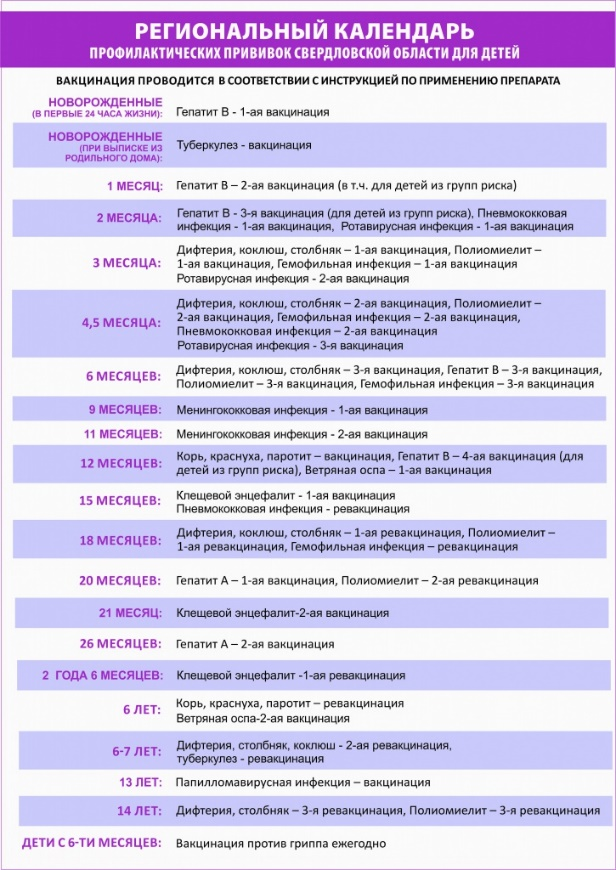 РЕГИОНАЛЬНЫЙ КАЛЕНДАРЬ
ПРОФИЛАКТИЧЕСКИХ ПРИВИВОК СВЕРДЛОВСКОЙ ОБЛАСТИ ДЛЯ ДЕТЕЙ
ВАКЦИНАЦИЯ ПРОВОДИТСЯ В СООТВЕТСТВИИ С ИНСТРУКЦИЕЙ ПО ПРИМЕНЕНИЮ ПРЕПАРАТА
НОВОРОЖДЕННЫЕ
(В ПЕРВЫЕ 24 ЧАСА ЖИЗНИ):
Гепатит В - 1-ая вакцинация
НОВОРОЖДЕННЫЕ
(ПРИ ВЫПИСКЕ ИЗ
РОДИЛЬНОГО ДОМА):
Туберкулез - вакцинация
1 МЕСЯЦ:
Гепатит В – 2-ая вакцинация (в т.ч. для детей из групп риска)
2 МЕСЯЦА:
Гепатит В - 3-я вакцинация (для детей из групп риска), Пневмококковая
инфекция - 1-ая вакцинация, Ротавирусная инфекция - 1-ая вакцинация
3 МЕСЯЦА:
Дифтерия, коклюш, столбняк – 1-ая вакцинация, Полиомиелит –
1-ая вакцинация, Гемофильная инфекция – 1-ая вакцинация
Ротавирусная инфекция - 2-ая вакцинация
4,5 МЕСЯЦА:
Дифтерия, коклюш, столбняк – 2-ая вакцинация, Полиомиелит –
2-ая вакцинация, Гемофильная инфекция – 2-ая вакцинация,
Пневмококковая инфекция – 2-ая вакцинация
Ротавирусная инфекция - 3-я вакцинация
6 МЕСЯЦЕВ:
Дифтерия, коклюш, столбняк – 3-я вакцинация, Гепатит В – 3-я вакцинация,
Полиомиелит – 3-я вакцинация, Гемофильная инфекция – 3-я вакцинация
9 МЕСЯЦЕВ:
Менингококковая инфекция - 1-ая вакцинация
11 МЕСЯЦЕВ:
Менингококковая инфекция - 2-ая вакцинация
12 МЕСЯЦЕВ:
Корь, краснуха, паротит – вакцинация, Гепатит В – 4-ая вакцинация (для
детей из групп риска), Ветряная оспа – 1-ая вакцинация
15 МЕСЯЦЕВ:
Клещевой энцефалит - 1-ая вакцинация
Пневмококковая инфекция - ревакцинация
18 МЕСЯЦЕВ:
Дифтерия, коклюш, столбняк – 1-ая ревакцинация, Полиомиелит –
1-ая ревакцинация, Гемофильная инфекция – ревакцинация
20 МЕСЯЦЕВ:
Гепатит А – 1-ая вакцинация, Полиомиелит – 2-ая ревакцинация
21 МЕСЯЦ:
Клещевой энцефалит-2-ая вакцинация
26 МЕСЯЦЕВ:
Гепатит А – 2-ая вакцинация
2 ГОДА 6 МЕСЯЦЕВ:
Клещевой энцефалит -1-ая ревакцинация
6 ЛЕТ:
Корь, краснуха, паротит – ревакцинация
Ветряная оспа-2-ая вакцинация
6-7 ЛЕТ:
Дифтерия, столбняк, коклюш - 2-ая ревакцинация,
туберкулез - ревакцинация
13 ЛЕТ:
Папилломавирусная инфекция – вакцинация
14 ЛЕТ:
Дифтерия, столбняк – 3-я ревакцинация, Полиомиелит – 3-я ревакцинация
ДЕТИ С 6-ТИ МЕСЯЦЕВ:
Вакцинация против гриппа ежегодно